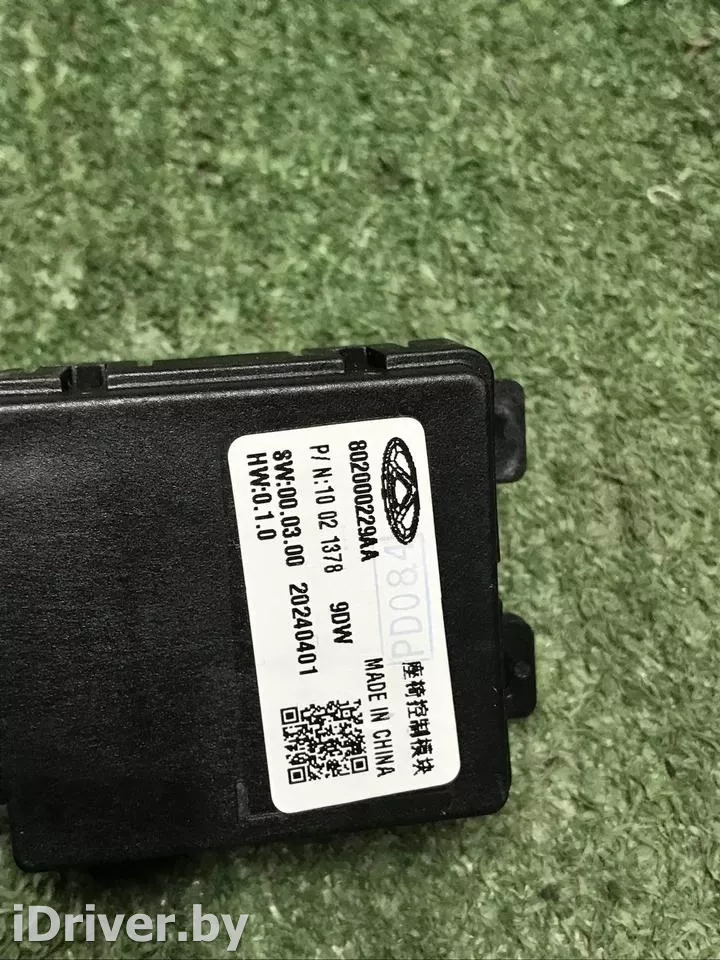 座椅控制模块
802000229AA
PD084
MADE IN CHINA
P/N:10 02 1378 9DW
SW:00.03.00 20240401
HW:0.1.0
iDriver.by